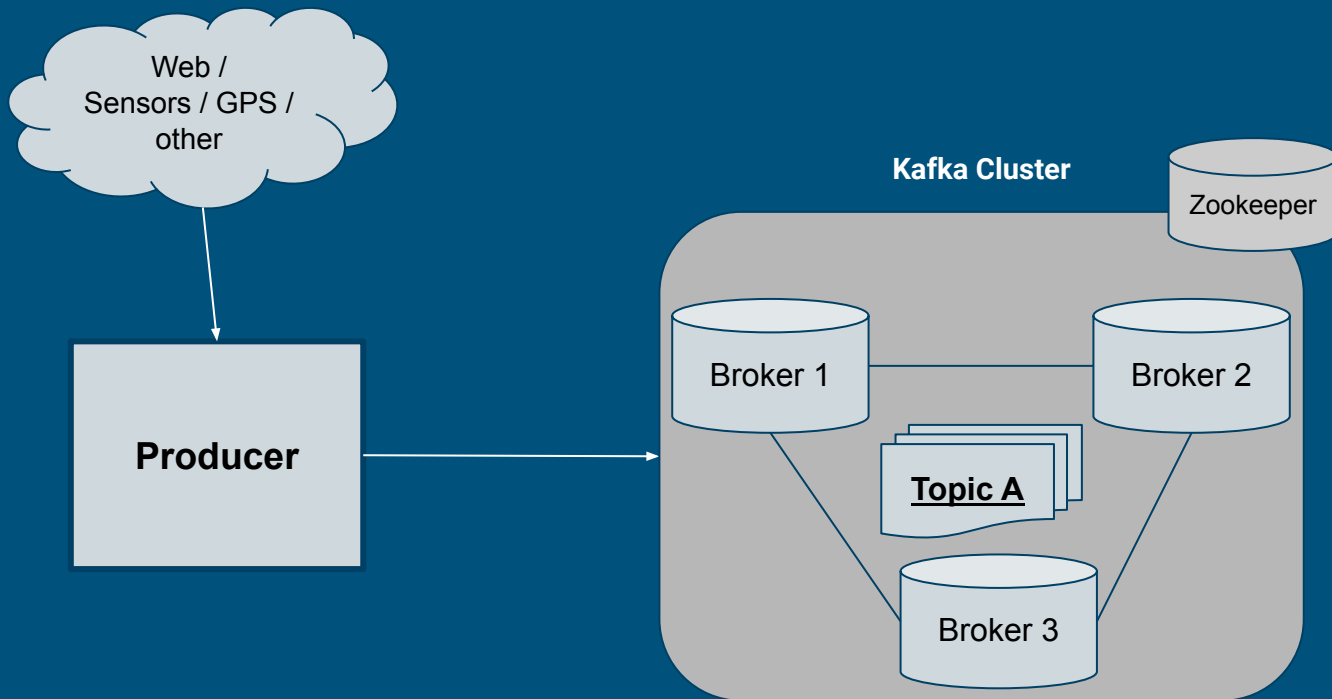 Web /
Sensors / GPS /
other
Kafka Cluster
Zookeeper
Broker 1
Broker 2
Producer
Topic A
Broker 3